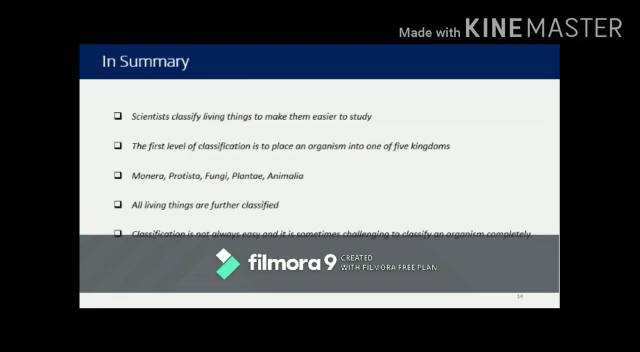 Made with KINEMASTER
In Summary
Scientists classify living things to make them easier to study
The first level of classification is to place an organism into one of five kingdoms
Monera, Protista, Fungi, Plantae, Animalia
All living things are further classified
Classification is not always easy and it is sometimes challenging to classify an organism completely.
filmora 9 CREATED
WITH FILMORA FREE PLAN
14